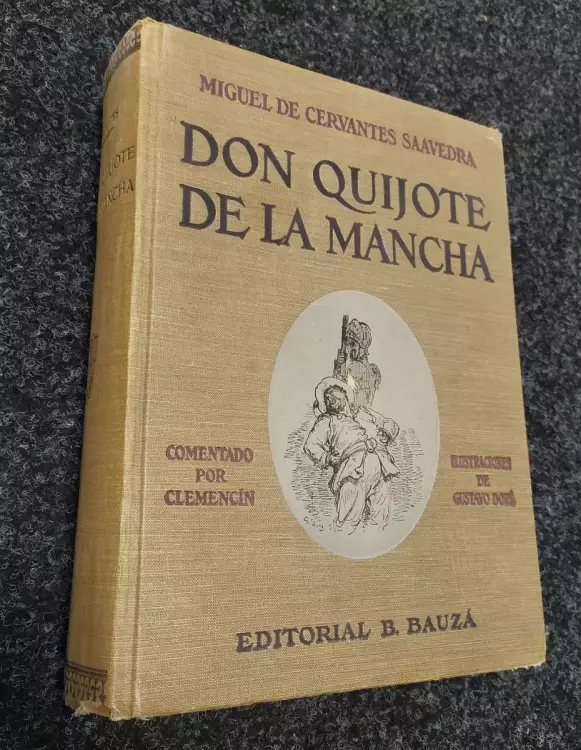 MIGUEL DE CERVANTES SAAVEDRA
DON QUIJOTE
DE LA MANCHA
COMENTADO
POR
CLEMENCÍN
ILUSTRACIONES
DE
GUSTAVO DORÉ
EDITORIAL B. BAUZÁ